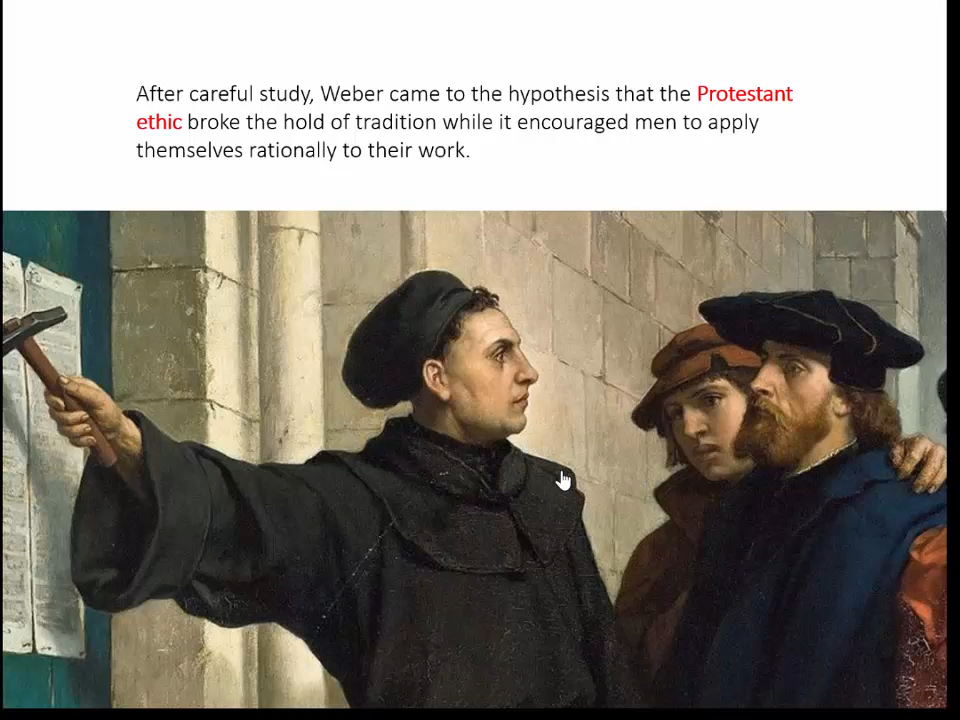 After careful study, Weber came to the hypothesis that the Protestant
ethic broke the hold of tradition while it encouraged men to apply
themselves rationally to their work.